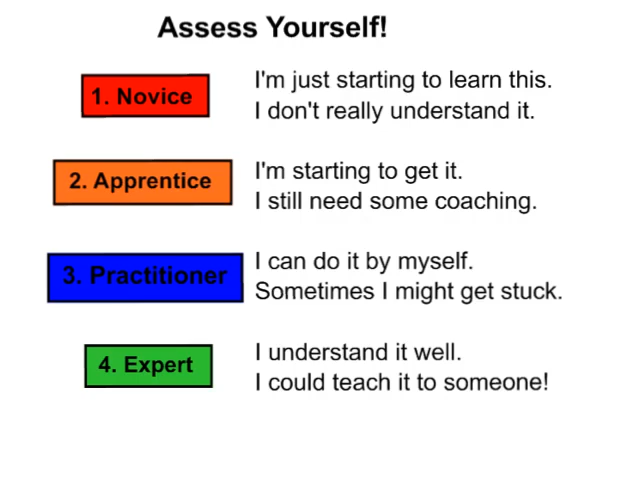 Assess Yourself!
1. Novice
I'm just starting to learn this.
I don't really understand it.
2. Apprentice
I'm starting to get it.
I still need some coaching.
3. Practitioner
I can do it by myself.
Sometimes I might get stuck.
4. Expert
I understand it well.
I could teach it to someone!